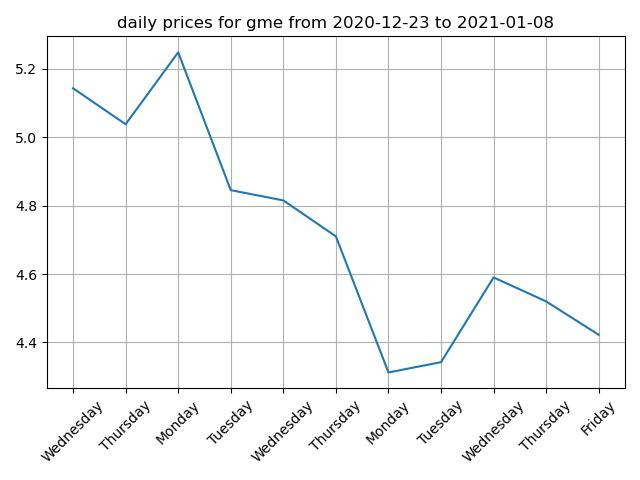 daily prices for gme from 2020-12-23 to 2021-01-08
5.2
5.0
4.8
4.6
4.4
Wednesday
Thursday
Monday
Tuesday
Wednesday
Thursday
Monday
Tuesday
Wednesday
Thursday
Friday